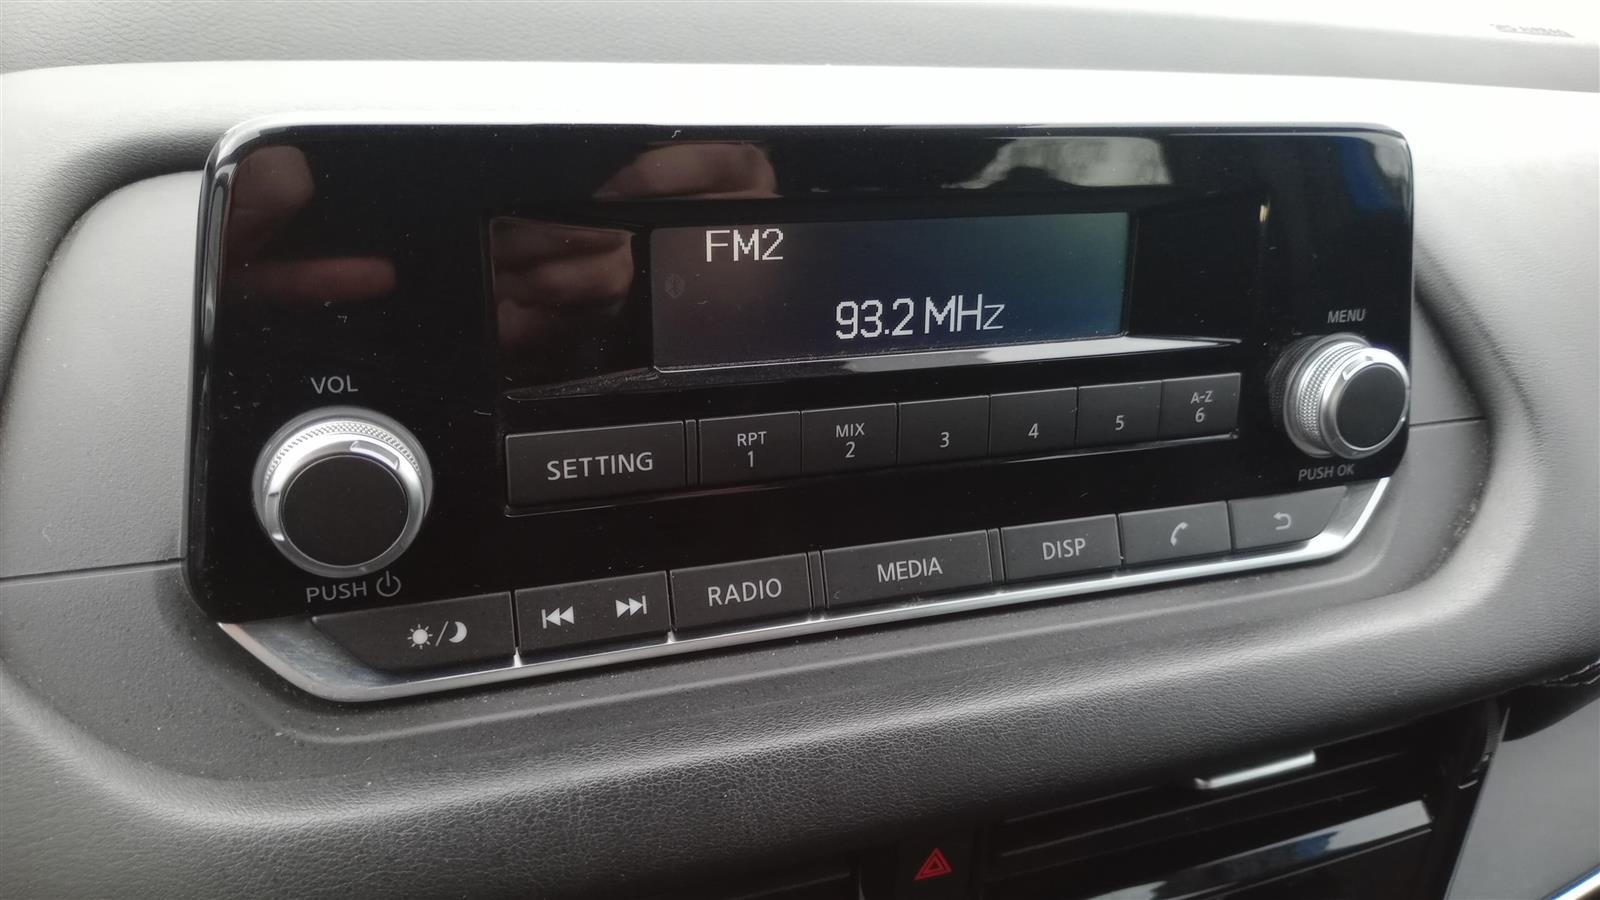 FM2
93.2 MHz
VOL
MENU
SETTING
RPT
1
MIX
2
3
4
5
A-Z
6
PUSH OK
PUSH
RADIO
MEDIA
DISP